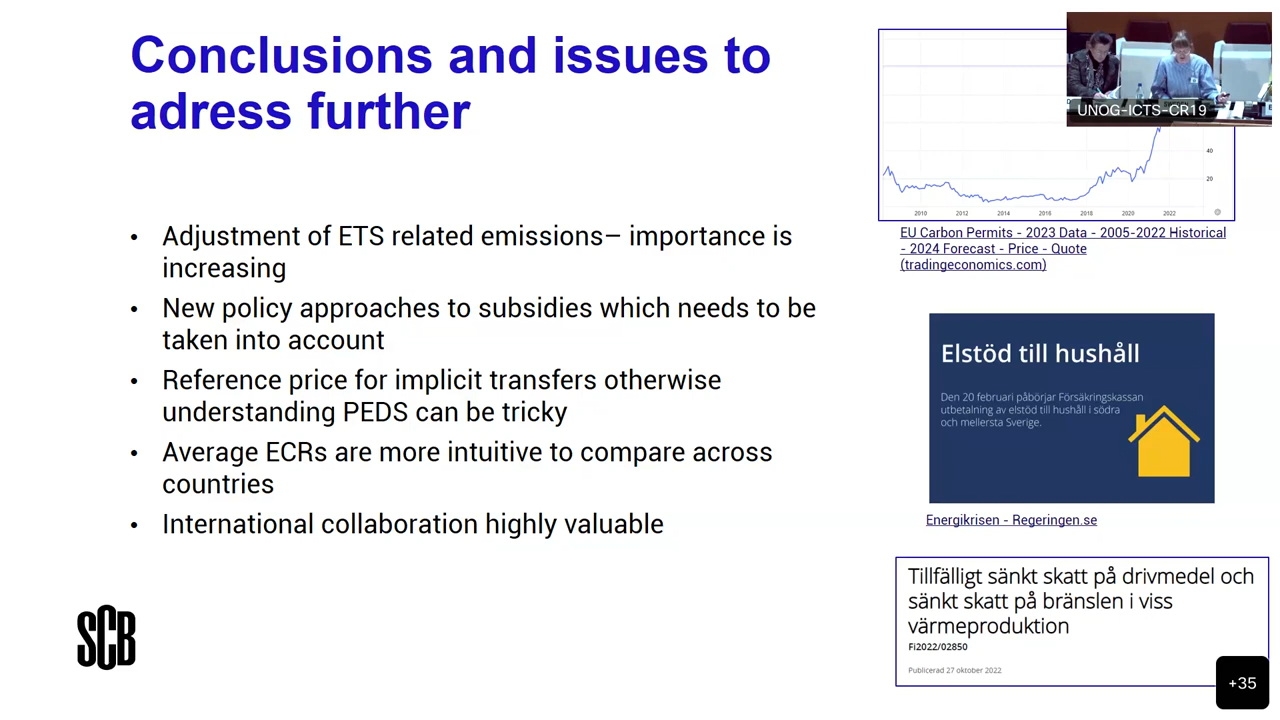 Conclusions and issues to
adress further
• Adjustment of ETS related emissions– importance is
increasing
• New policy approaches to subsidies which needs to be
taken into account
• Reference price for implicit transfers otherwise
understanding PEDS can be tricky
• Average ECRs are more intuitive to compare across
countries
• International collaboration highly valuable
SCB
UNOG-ICTS-CR19
40
20
2010 2012 2014 2016 2018 2020 2022
EU Carbon Permits - 2023 Data - 2005-2022 Historical
- 2024 Forecast - Price - Quote
(tradingeconomics.com)
Elstöd till hushåll
Den 20 februari påbörjar Försäkringskassan
utbetalning av elstöd till hushåll i södra
och mellersta Sverige.
Energikrisen - Regeringen.se
Tillfälligt sänkt skatt på drivmedel och
sänkt skatt på bränslen i viss
värmeproduktion
Fi2022/02850
Publicerad 27 oktober 2022
+35